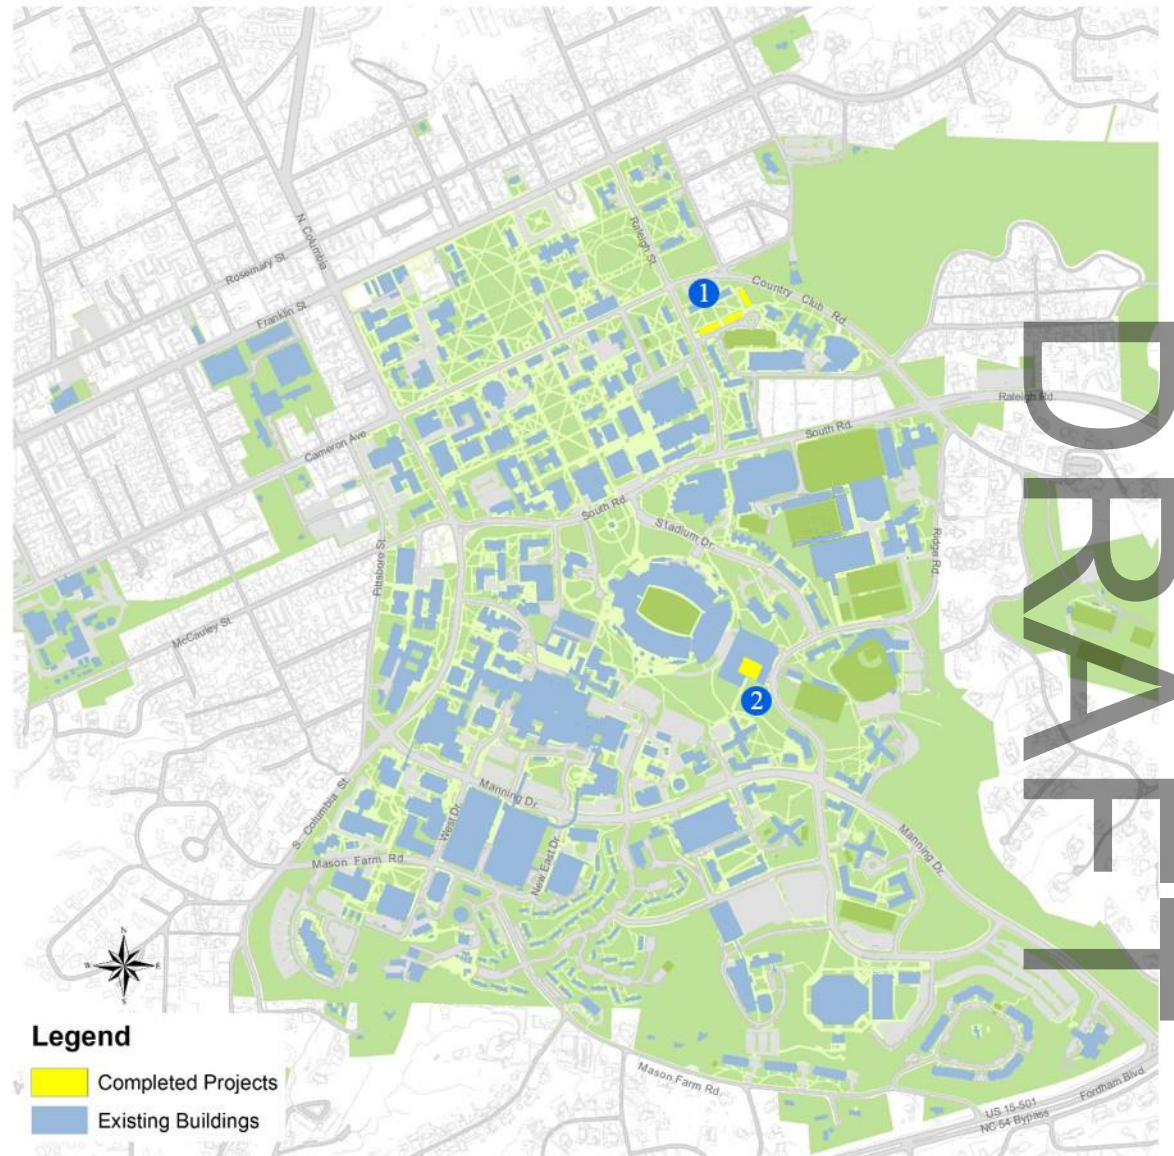 N. Columbia
Rosemary St.
Franklin St.
Raleigh St.
1
Country Club Rd.
Cameron Ave.
Raleigh Rd.
South Rd.
South Rd.
Stadium Dr.
Pittsboro St.
Ridge Rd.
McCauley St.
2
Manning Dr.
S. Columbia St.
West Dr.
New East Dr.
Manning Dr.
Mason Farm Rd.
N
W
E
S
Legend
Completed Projects
Existing Buildings
Mason Farm Rd.
US 15-501
NC 54 Bypass
Fordham Blvd.
DRAFT